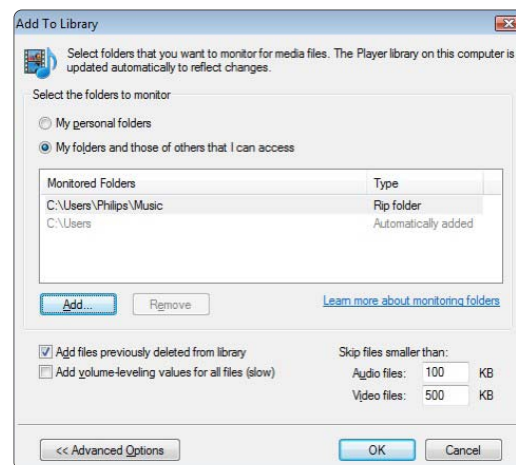 Add To Library
Select folders that you want to monitor for media files. The Player library on this computer is
updated automatically to reflect changes.
Select the folders to monitor
My personal folders
My folders and those of others that I can access
Monitored Folders Type
C:\Users\Philips\Music Rip folder
C:\Users Automatically added
Add... Remove Learn more about monitoring folders
Add files previously deleted from library Skip files smaller than:
Add volume-leveling values for all files (slow) Audio files: 100 KB
Video files: 500 KB
<< Advanced Options OK Cancel